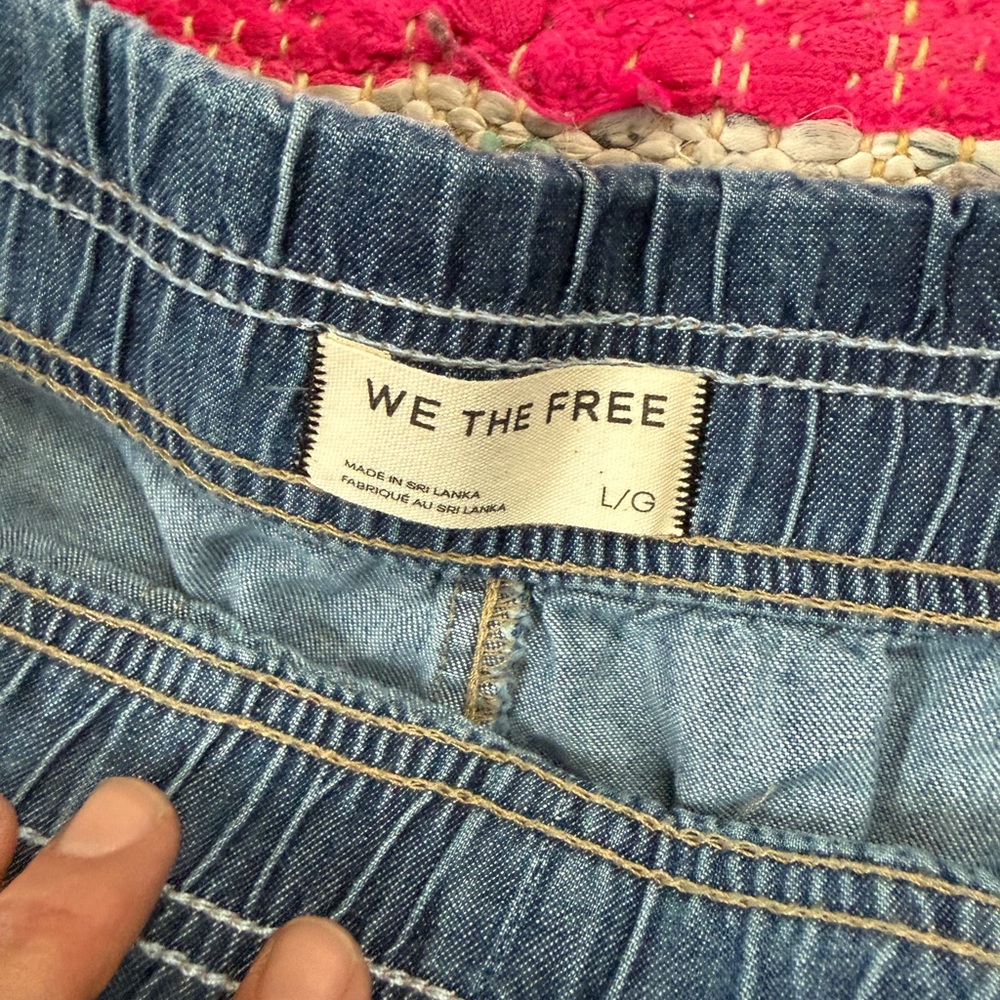 WE THE FREE
MADE IN SRI LANKA
FABRIQUÉ AU SRI LANKA
L/G